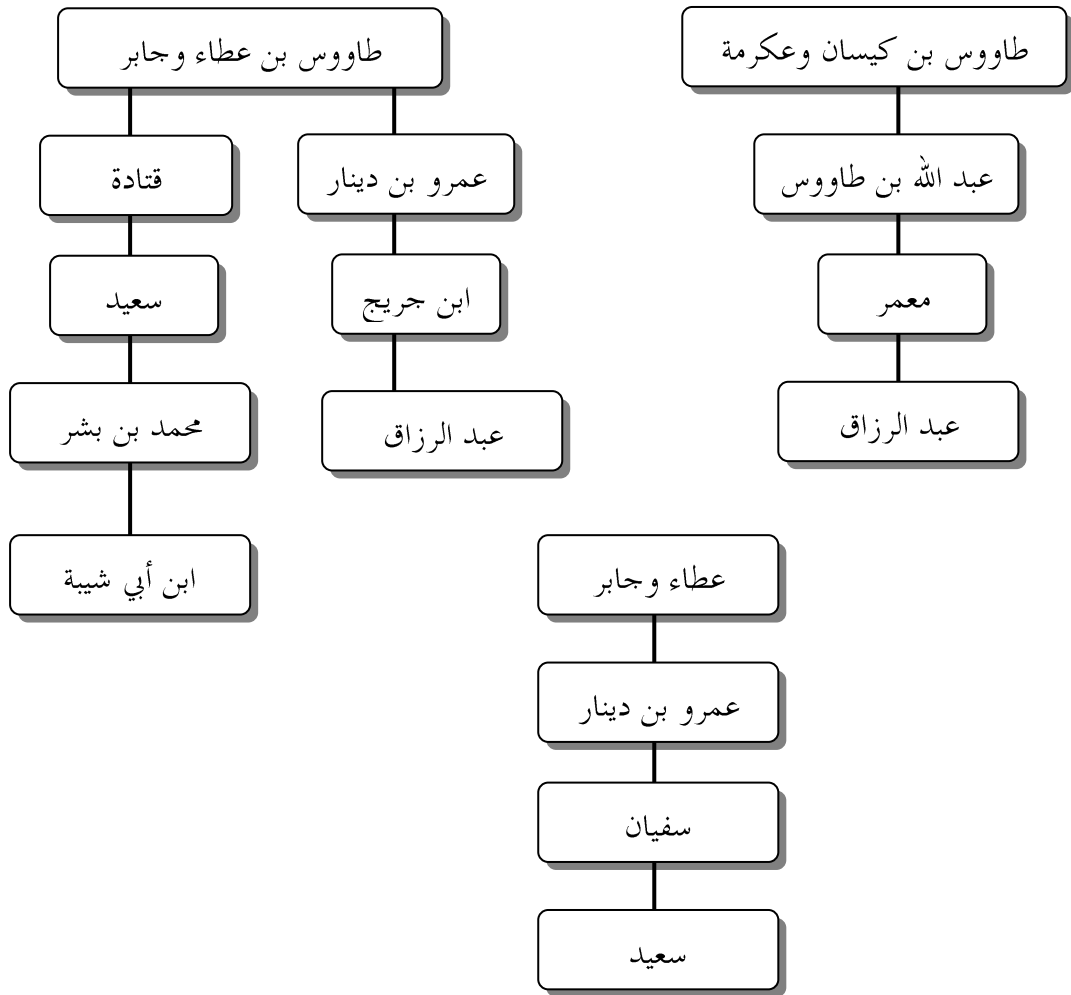 طاووس بن كيسان وعكرمة
عبد الله بن طاووس
معمر
عبد الرزاق
طاووس بن عطاء وجابر
عمرو بن دينار
ابن جريج
عبد الرزاق
قتادة
سعيد
محمد بن بشر
ابن أبي شيبة
عطاء وجابر
عمرو بن دينار
سفيان
سعيد